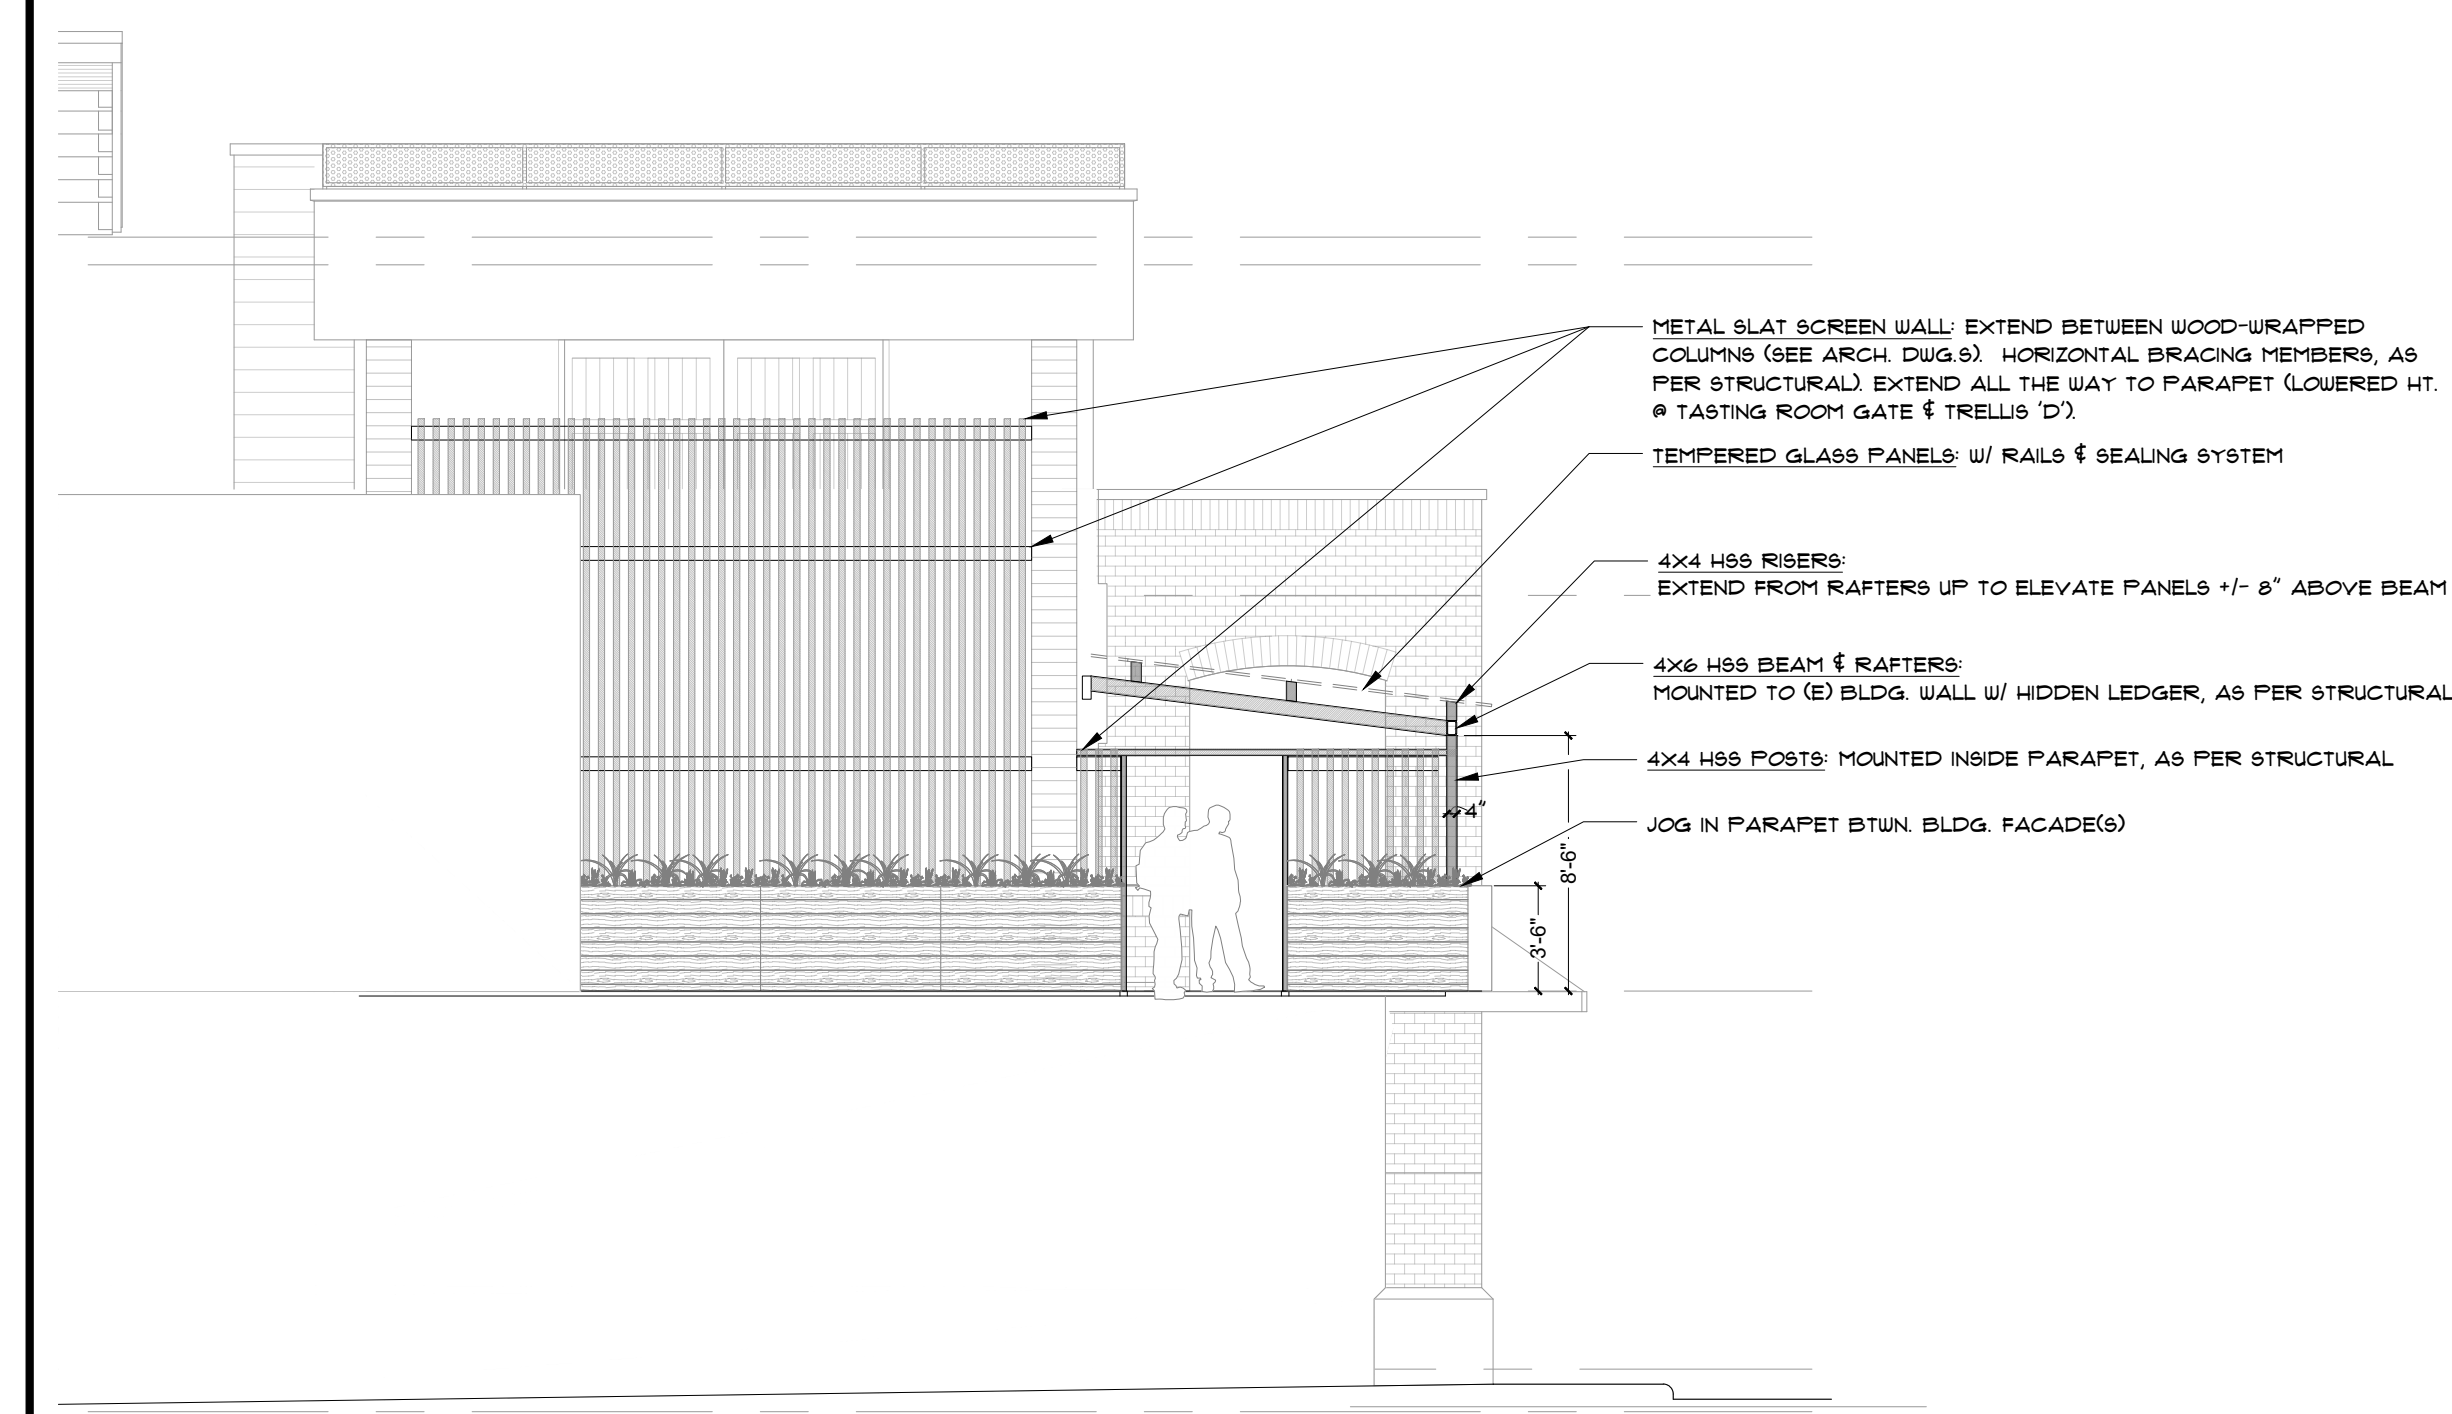 METAL SLAT SCREEN WALL: EXTEND BETWEEN WOOD-WRAPPED
COLUMNS (SEE ARCH. DWG.S). HORIZONTAL BRACING MEMBERS, AS
PER STRUCTURAL). EXTEND ALL THE WAY TO PARAPET (LOWERED HT.
@ TASTING ROOM GATE & TRELLIS 'D').
TEMPERED GLASS PANELS: W/ RAILS & SEALING SYSTEM
4X4 HSS RISERS:
EXTEND FROM RAFTERS UP TO ELEVATE PANELS +/- 8" ABOVE BEAM
4X6 HSS BEAM & RAFTERS:
MOUNTED TO (E) BLDG. WALL W/ HIDDEN LEDGER, AS PER STRUCTURAL
4X4 HSS POSTS: MOUNTED INSIDE PARAPET, AS PER STRUCTURAL
4"
JOG IN PARAPET BTWN. BLDG. FACADE(S)
8'-6"
3'-6"